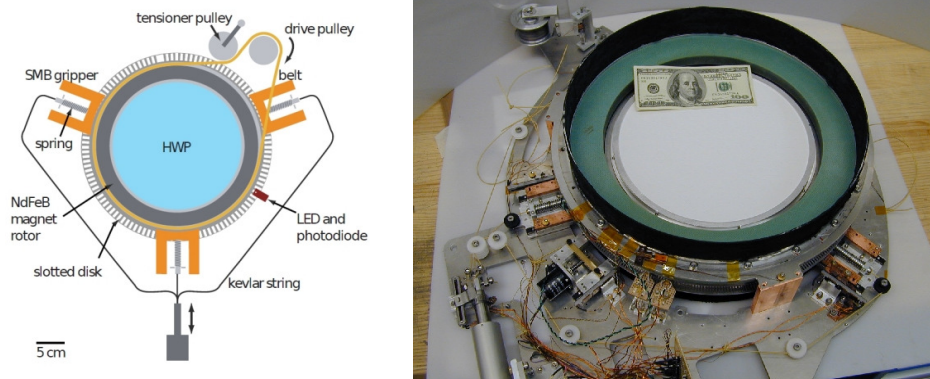 tensioner pulley
drive pulley
SMB gripper
belt
spring
HWP
NdFeB
magnet
rotor
LED and
photodiode
slotted disk
kevlar string
5 cm
100